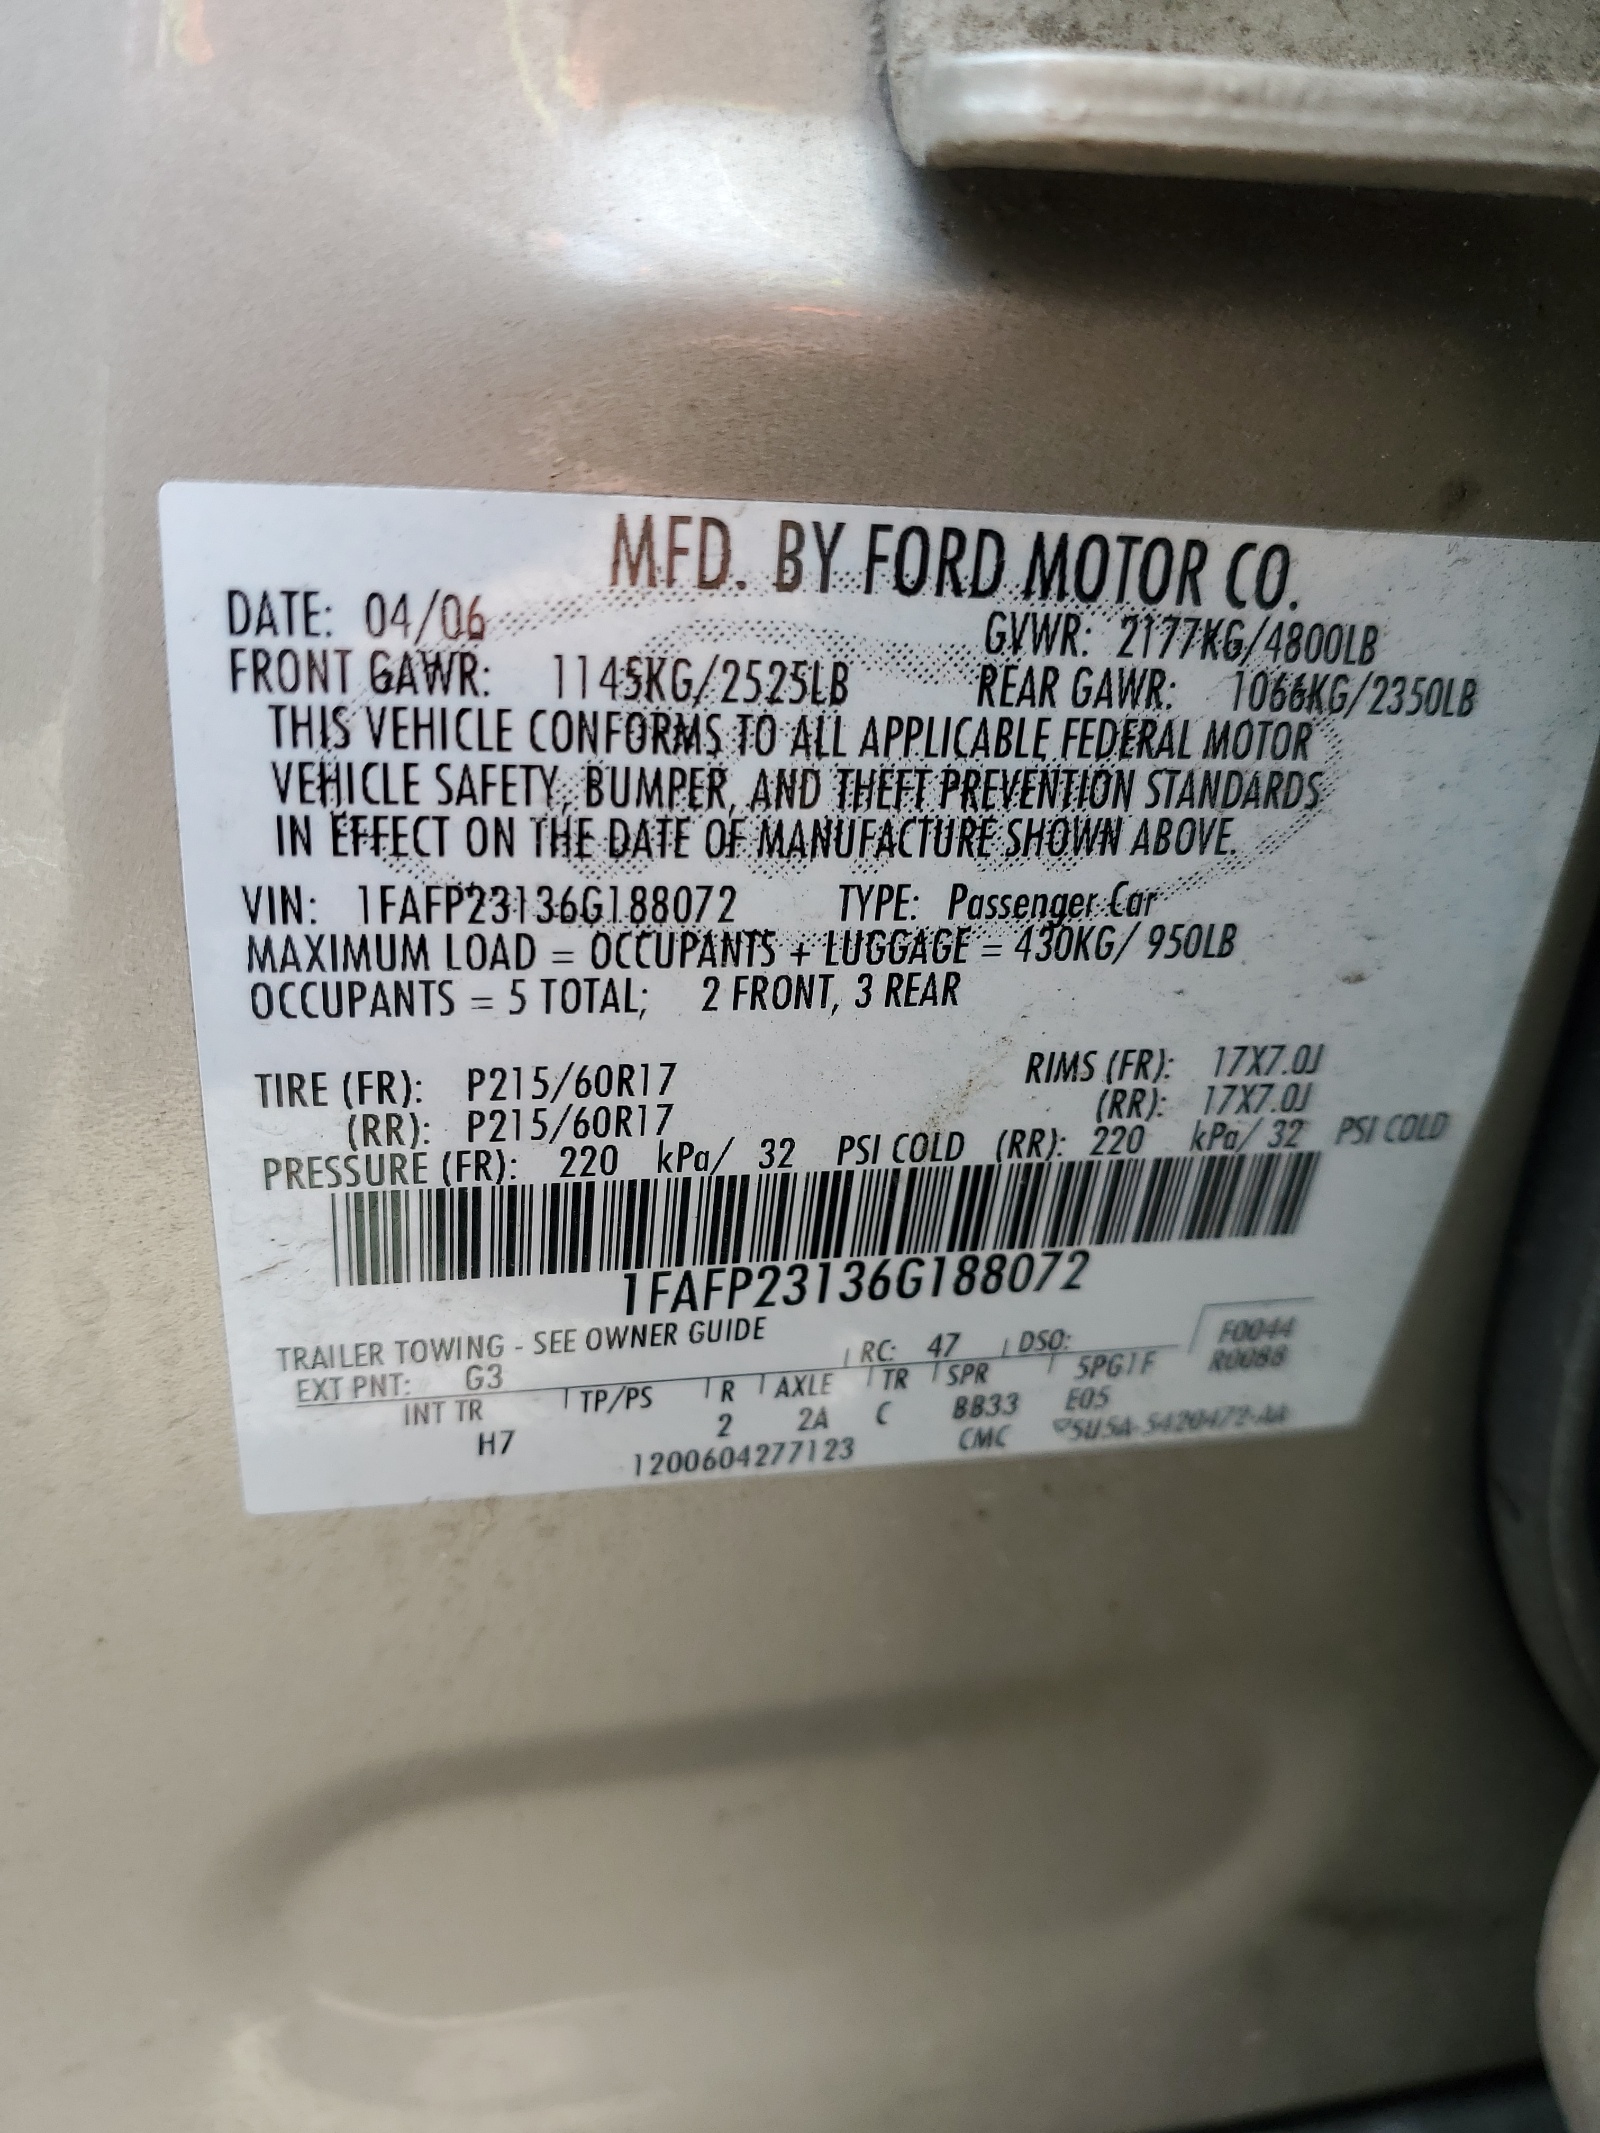 MFD. BY FORD MOTOR CO.
DATE: 04/06 GVWR: 2177KG/4800LB
FRONT GAWR: 1145KG/2525LB REAR GAWR: 1066KG/2350LB
THIS VEHICLE CONFORMS TO ALL APPLICABLE FEDERAL MOTOR
VEHICLE SAFETY, BUMPER, AND THEFT PREVENTION STANDARDS
IN EFFECT ON THE DATE OF MANUFACTURE SHOWN ABOVE.
VIN: 1FAFP23136G188072 TYPE: Passenger Car
MAXIMUM LOAD = OCCUPANTS + LUGGAGE = 430KG/ 950LB
OCCUPANTS = 5 TOTAL; 2 FRONT, 3 REAR
TIRE (FR): P215/60R17 RIMS (FR): 17X7.0J
(RR): P215/60R17 (RR): 17X7.0J
PRESSURE (FR): 220 kPa/ 32 PSI COLD (RR): 220 kPa/ 32 PSI COLD
1FAFP23136G188072
TRAILER TOWING - SEE OWNER GUIDE
EXT PNT: G3 RC: 47 DSO: F0044
INT TR TP/PS R AXLE TR SPR 5PG1F R0088
H7 2 2A C BB33 E05
1200604277123 CMC